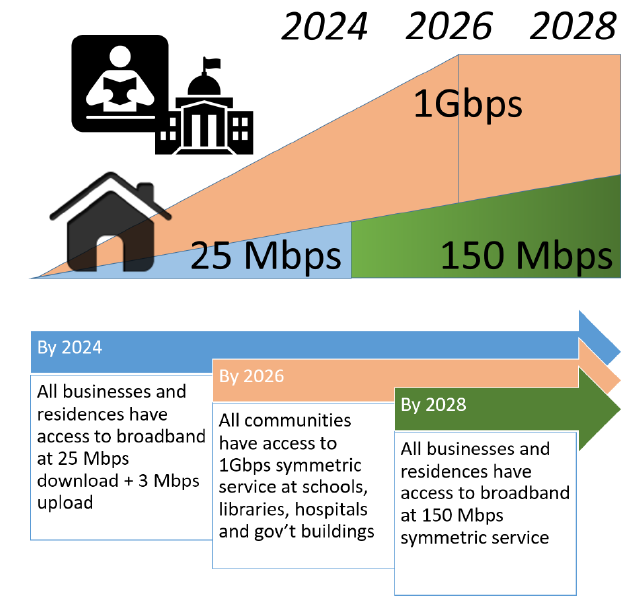 2024 2026 2028
1Gbps
25 Mbps 150 Mbps
By 2024
All businesses and
residences have
access to broadband
at 25 Mbps
download + 3 Mbps
upload
By 2026
All communities
have access to
1Gbps symmetric
service at schools,
libraries, hospitals
and gov’t buildings
By 2028
All businesses and
residences have
access to broadband
at 150 Mbps
symmetric service